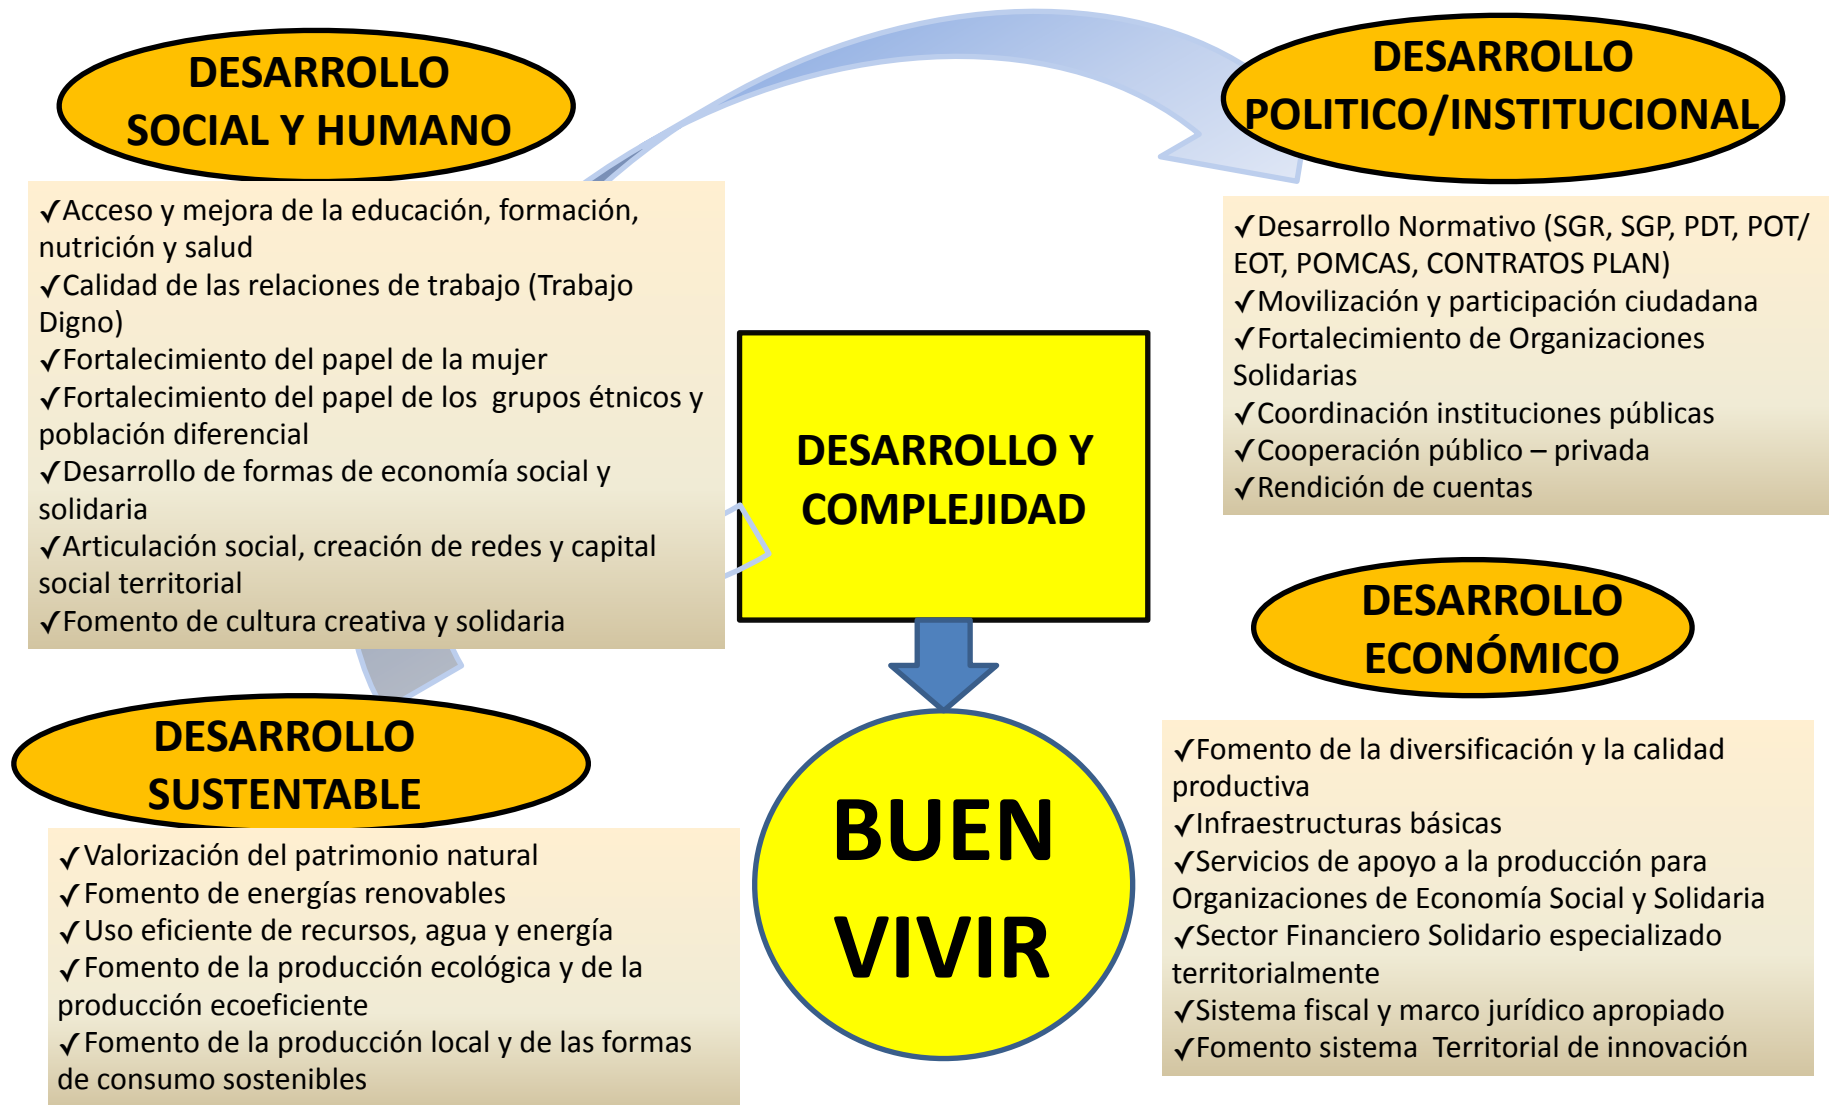 DESARROLLO
SOCIAL Y HUMANO
✓Acceso y mejora de la educación, formación,
nutrición y salud
✓Calidad de las relaciones de trabajo (Trabajo
Digno)
✓Fortalecimiento del papel de la mujer
✓Fortalecimiento del papel de los grupos étnicos y
población diferencial
✓Desarrollo de formas de economía social y
solidaria
✓Articulación social, creación de redes y capital
social territorial
✓Fomento de cultura creativa y solidaria
DESARROLLO
POLITICO/INSTITUCIONAL
✓Desarrollo Normativo (SGR, SGP, PDT, POT/
EOT, POMCAS, CONTRATOS PLAN)
✓Movilización y participación ciudadana
✓Fortalecimiento de Organizaciones
Solidarias
✓Coordinación instituciones públicas
✓Cooperación público – privada
✓Rendición de cuentas
DESARROLLO Y
COMPLEJIDAD
BUEN
VIVIR
DESARROLLO
SUSTENTABLE
✓Valorización del patrimonio natural
✓Fomento de energías renovables
✓Uso eficiente de recursos, agua y energía
✓Fomento de la producción ecológica y de la
producción ecoeficiente
✓Fomento de la producción local y de las formas
de consumo sostenibles
DESARROLLO
ECONÓMICO
✓Fomento de la diversificación y la calidad
productiva
✓Infraestructuras básicas
✓Servicios de apoyo a la producción para
Organizaciones de Economía Social y Solidaria
✓Sector Financiero Solidario especializado
territorialmente
✓Sistema fiscal y marco jurídico apropiado
✓Fomento sistema Territorial de innovación